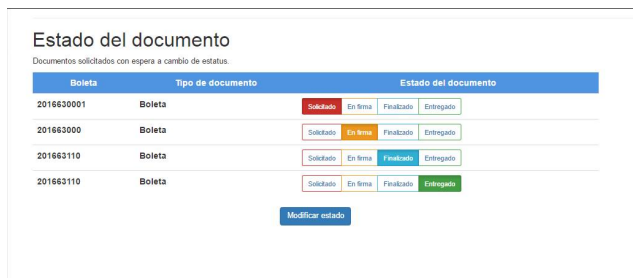 Estado del documento
Documentos solicitados con espera a cambio de estatus.
Boleta Tipo de documento Estado del documento
2016630001 Boleta Solicitado En firma Finalizado Entregado
201663000 Boleta Solicitado En firma Finalizado Entregado
201663110 Boleta Solicitado En firma Finalizado Entregado
201663110 Boleta Solicitado En firma Finalizado Entregado
Modificar estado